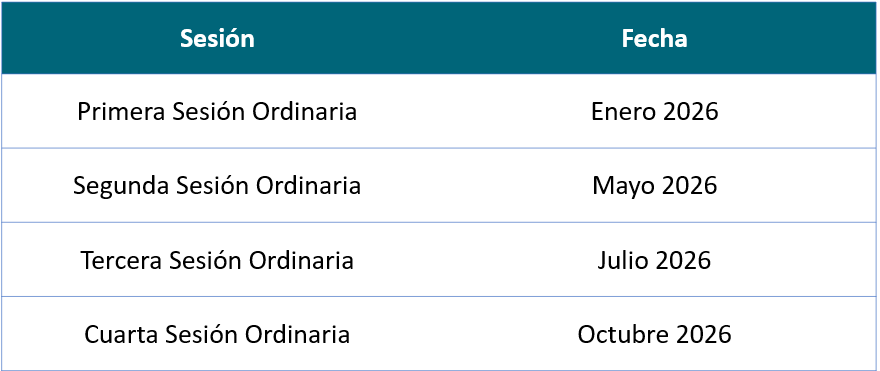 Sesión Fecha
Primera Sesión Ordinaria Enero 2026
Segunda Sesión Ordinaria Mayo 2026
Tercera Sesión Ordinaria Julio 2026
Cuarta Sesión Ordinaria Octubre 2026